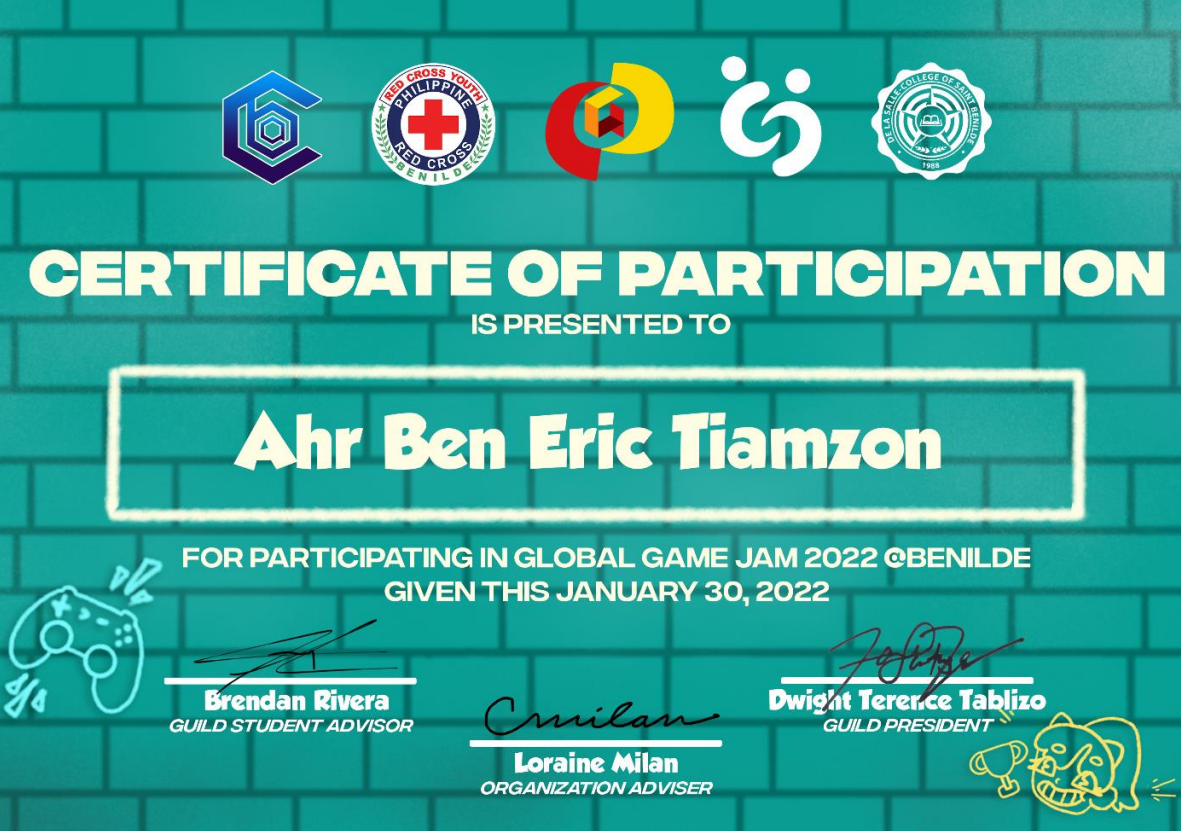 RED CROSS YOUTH
PHILIPPINE
RED CROSS
BENILDE
DE LA SALLE-COLLEGE OF SAINT BENILDE
1988
CERTIFICATE OF PARTICIPATION
IS PRESENTED TO
Ahr Ben Eric Tiamzon
FOR PARTICIPATING IN GLOBAL GAME JAM 2022 @BENILDE
GIVEN THIS JANUARY 30, 2022
Brendan Rivera
GUILD STUDENT ADVISOR
Dwight Terence Tablizo
GUILD PRESIDENT
Cmilan
Loraine Milan
ORGANIZATION ADVISER